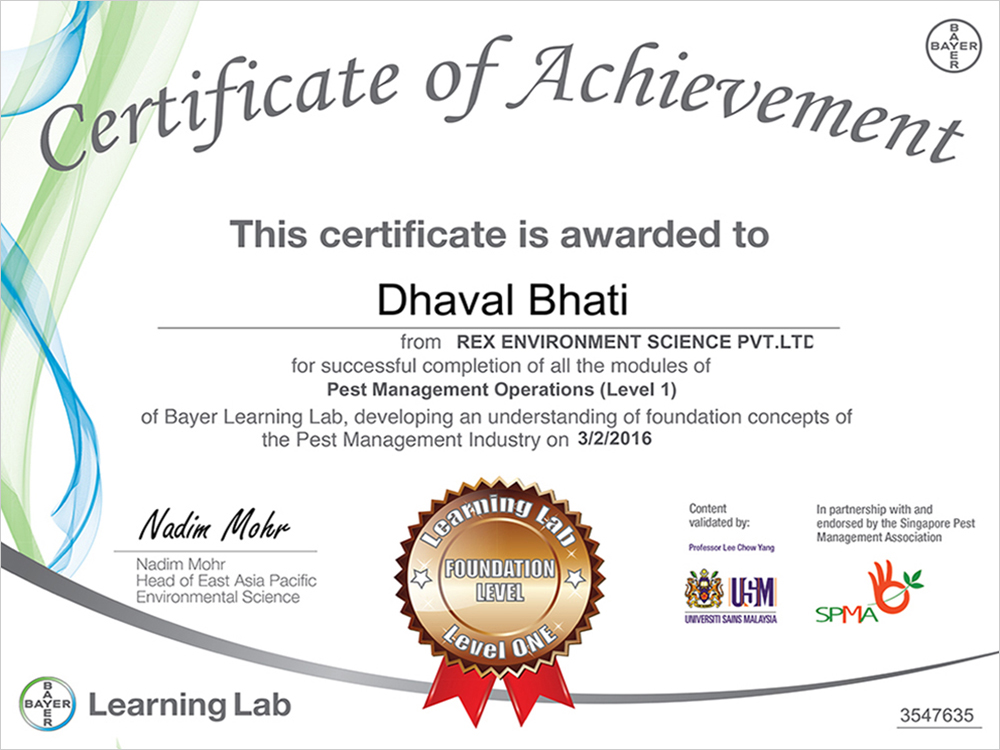 Certificate of Achievement
BAYER
BAYER
This certificate is awarded to
Dhaval Bhati
from REX ENVIRONMENT SCIENCE PVT.LTD
for successful completion of all the modules of
Pest Management Operations (Level 1)
of Bayer Learning Lab, developing an understanding of foundation concepts of
the Pest Management Industry on 3/2/2016
Nadim Mohr
Nadim Mohr
Head of East Asia Pacific
Environmental Science
Learning Lab
FOUNDATION
LEVEL
Level ONE
Content
validated by:
Professor Lee Chow Yang
USM
UNIVERSITI SAINS MALAYSIA
In partnership with and
endorsed by the Singapore Pest
Management Association
SPMA
BAYER
BAYER
Learning Lab
3547635